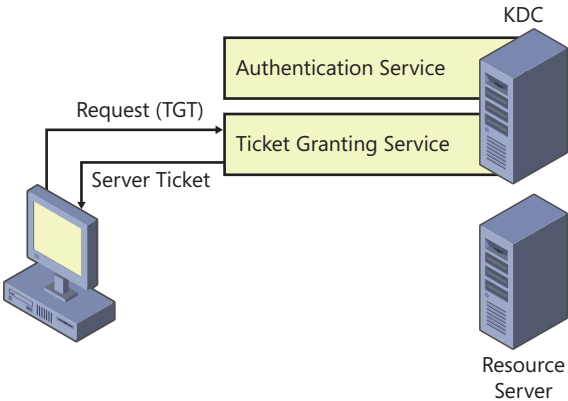 KDC
Authentication Service
Request (TGT)
Ticket Granting Service
Server Ticket
Resource
Server